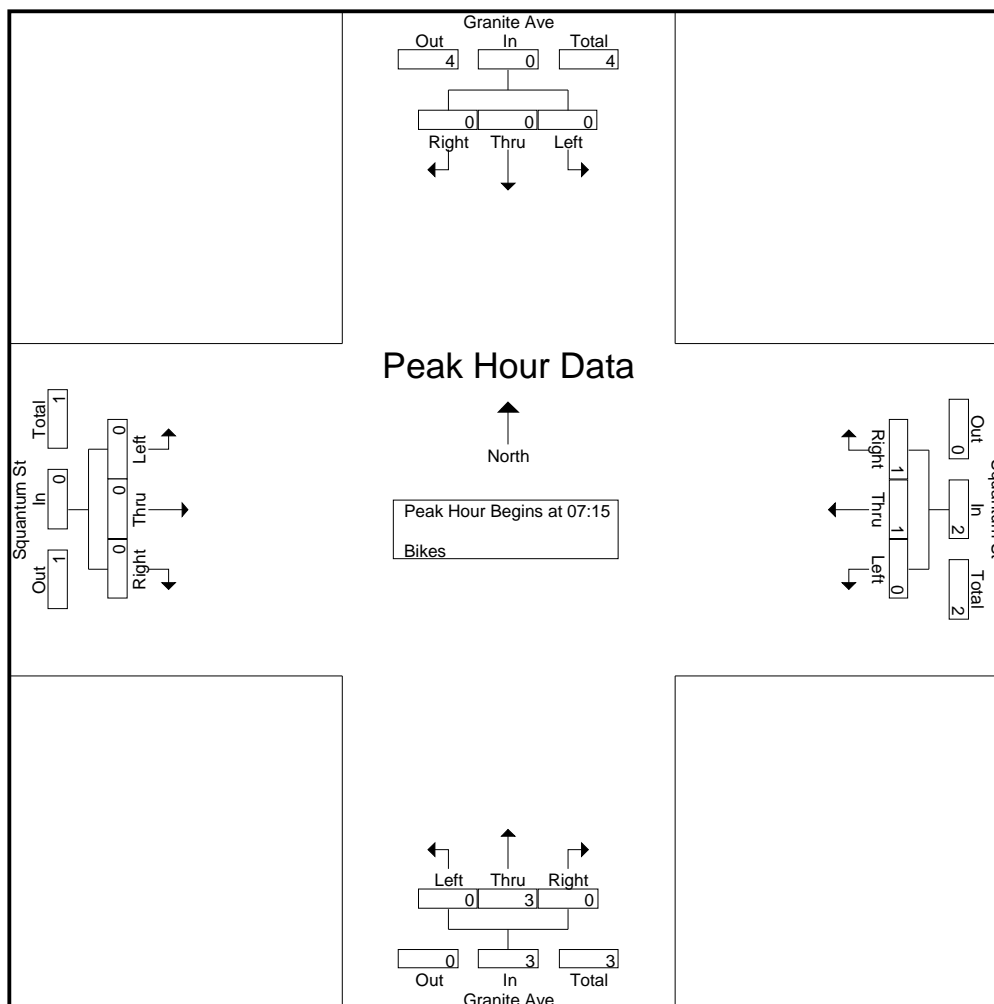 Granite Ave
Out In Total
4 0 4
0 0 0
Right Thru Left
Peak Hour Data
North
Peak Hour Begins at 07:15
Bikes
Squantum St
Total In Out
1 0 1
0 0 0
Left Thru Right
Out In Total
0 2 2
1 1 0
Right Thru Left
Left Thru Right
0 3 0
0 3 3
Out In Total
Granite Ave